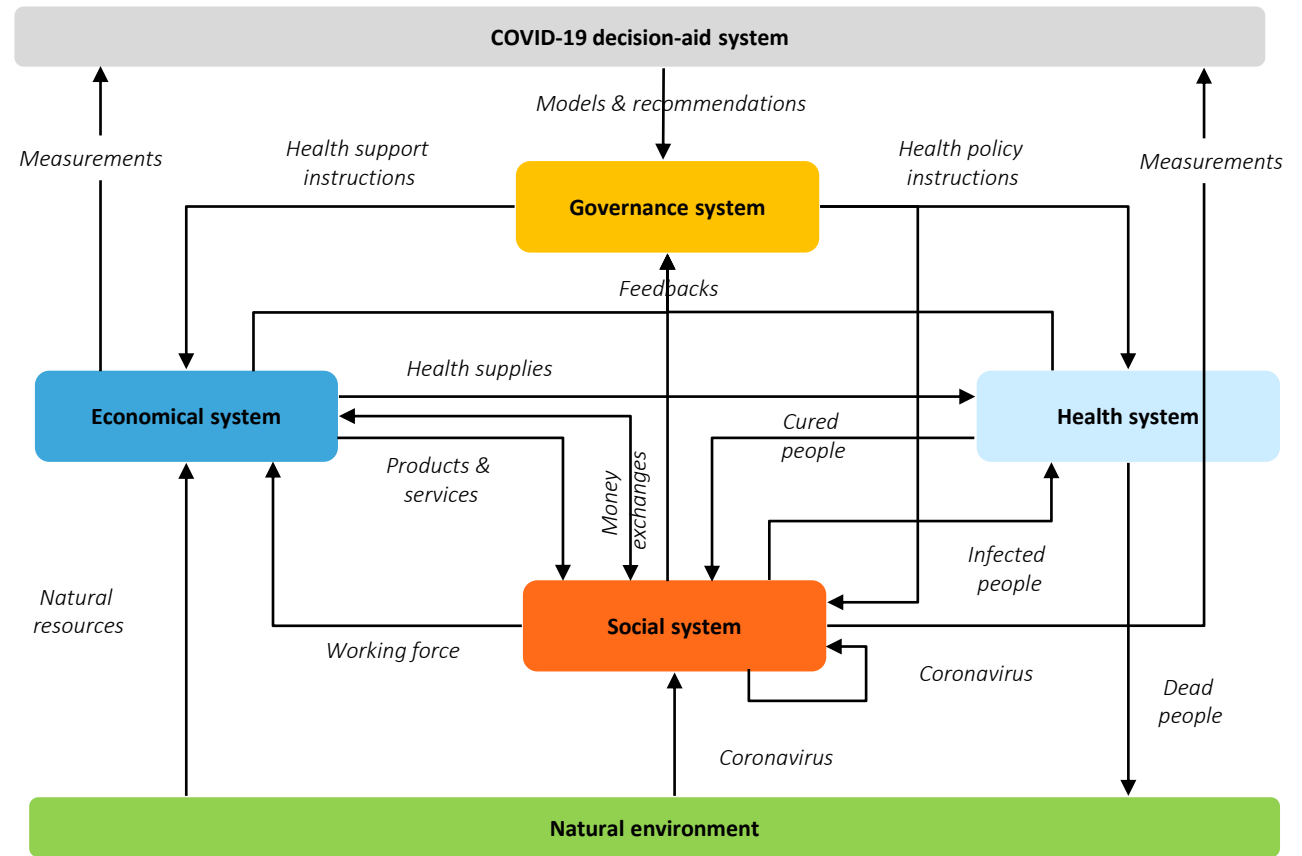 COVID-19 decision-aid system
Models & recommendations
Measurements
Health support
instructions
Health policy
instructions
Measurements
Governance system
Feedbacks
Health supplies
Economical system
Health system
Cured
people
Products &
services
Money
exchanges
Infected
people
Natural
resources
Social system
Working force
Coronavirus
Dead
people
Coronavirus
Natural environment